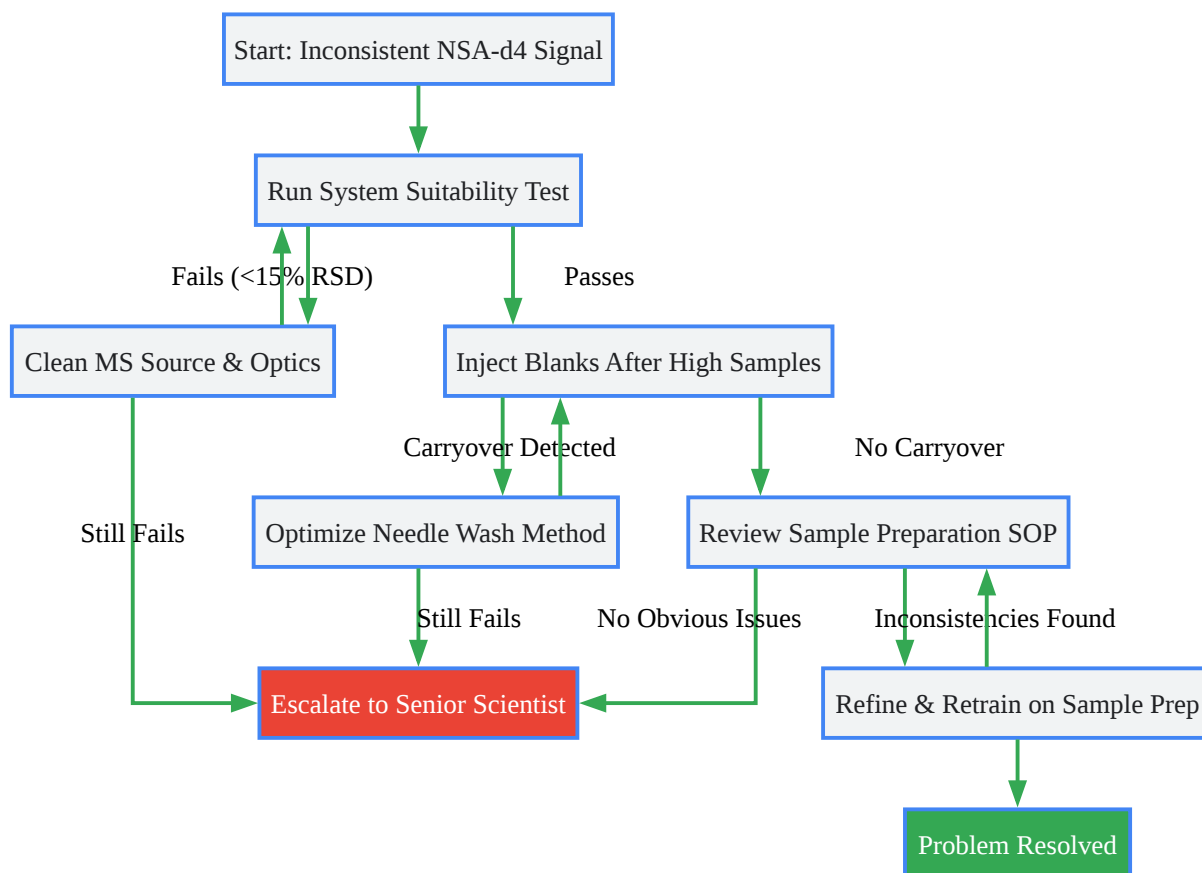 Start: Inconsistent NSA-d4 Signal
Run System Suitability Test
Fails (<15% RSD)
Passes
Clean MS Source & Optics
Inject Blanks After High Samples
Carryover Detected
No Carryover
Still Fails
Optimize Needle Wash Method
Review Sample Preparation SOP
Still Fails
No Obvious Issues
Inconsistencies Found
Escalate to Senior Scientist
Refine & Retrain on Sample Prep
Problem Resolved